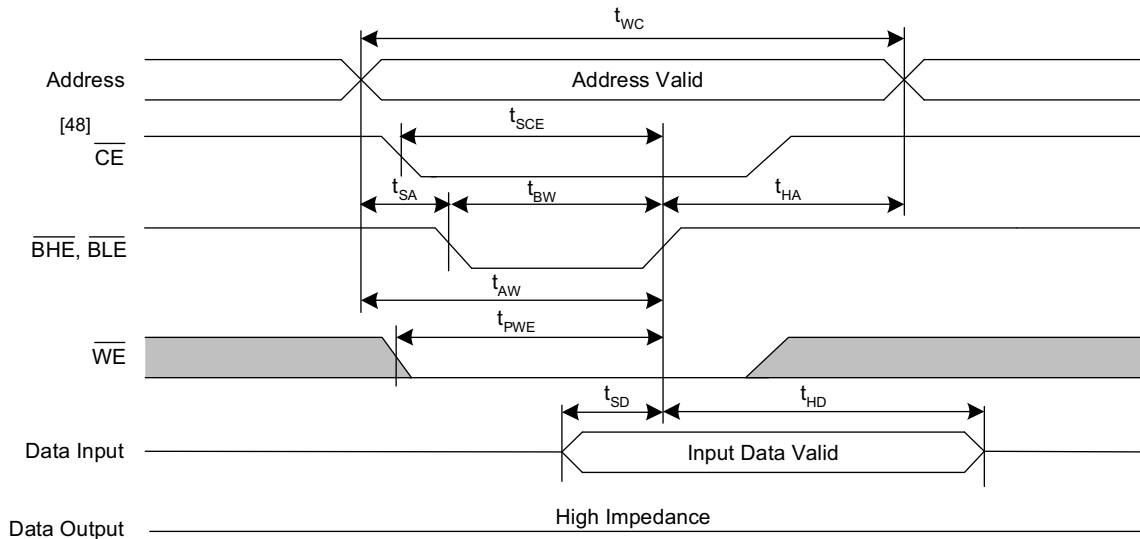 tWC
Address
Address Valid
[48]
CE
tSCE
tSA
tBW
tHA
BHE, BLE
tAW
tPWE
WE
tSD
tHD
Data Input
Input Data Valid
High Impedance
Data Output